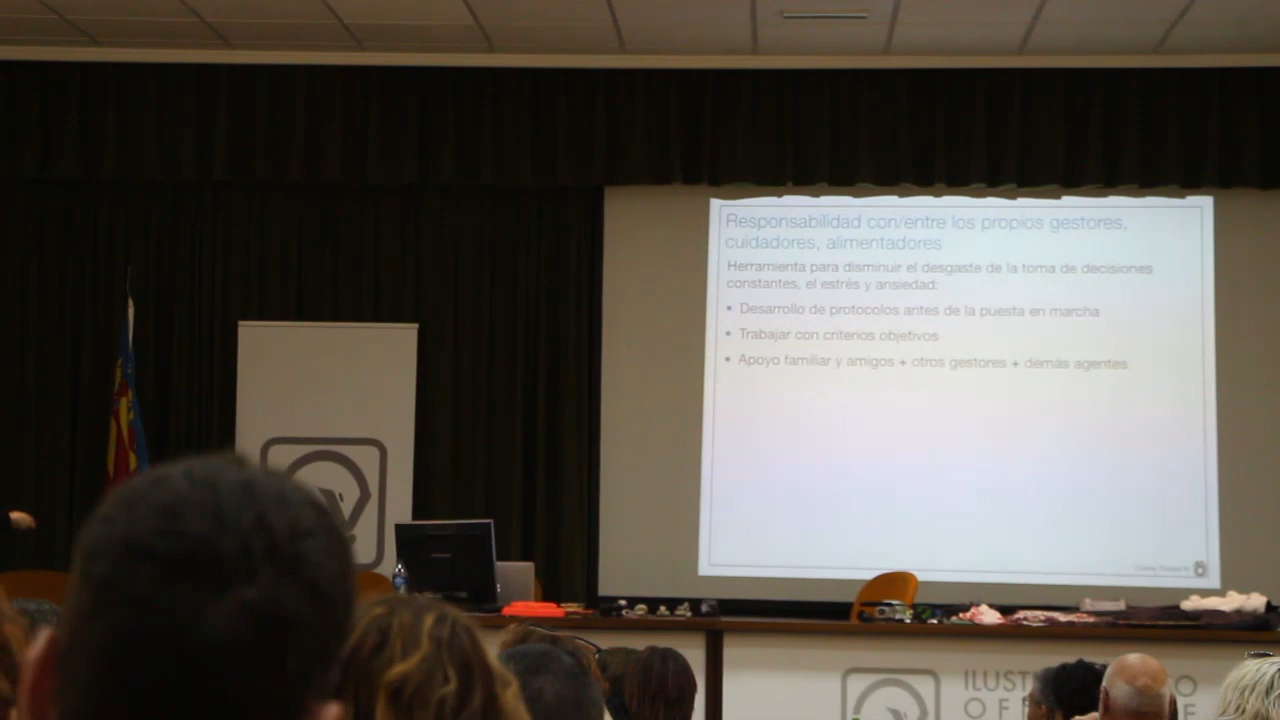 Responsabilidad con/entre los propios gestores,
cuidadores, alimentadores
Herramienta para disminuir el desgaste de la toma de decisiones
constantes, el estrés y ansiedad:
• Desarrollo de protocolos antes de la puesta en marcha
• Trabajar con criterios objetivos
• Apoyo familiar y amigos + otros gestores + demás agentes
ILUST